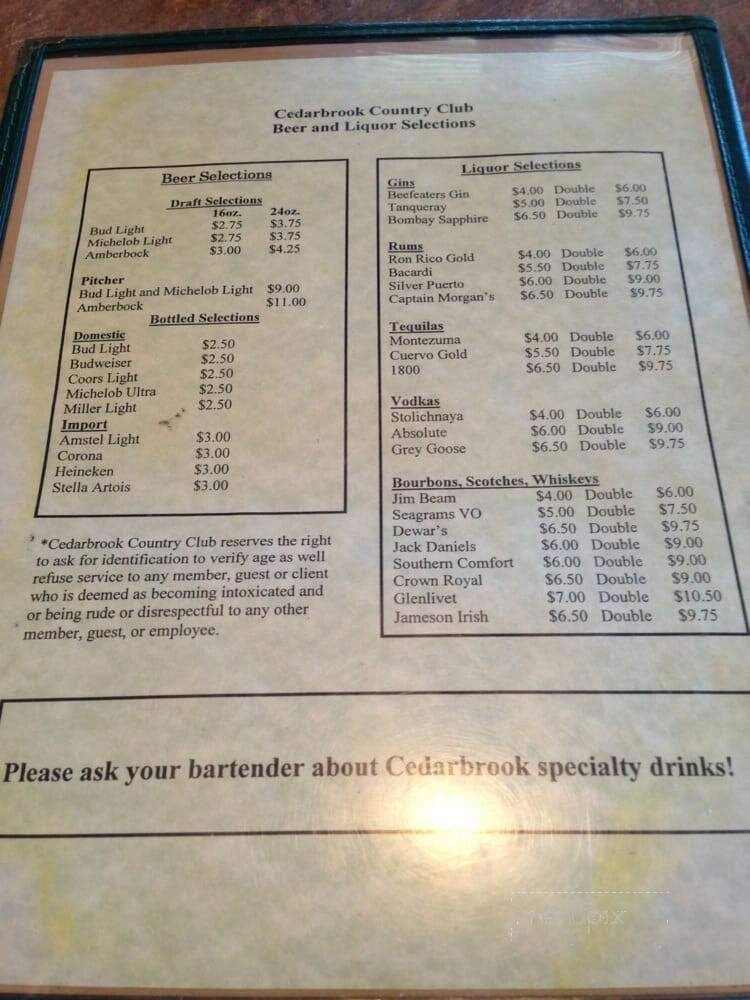 Cedarbrook Country Club
Beer and Liquor Selections
Beer Selections
Draft Selections
16oz. 24oz.
Bud Light $2.75 $3.75
Michelob Light $2.75 $3.75
Amberbock $3.00 $4.25
Pitcher
Bud Light and Michelob Light $9.00
Amberbock $11.00
Bottled Selections
Domestic
Bud Light $2.50
Budweiser $2.50
Coors Light $2.50
Michelob Ultra $2.50
Miller Light $2.50
Import
Amstel Light $3.00
Corona $3.00
Heineken $3.00
Stella Artois $3.00
*Cedarbrook Country Club reserves the right
to ask for identification to verify age as well
refuse service to any member, guest or client
who is deemed as becoming intoxicated and
or being rude or disrespectful to any other
member, guest, or employee.
Liquor Selections
Gins
Beefeaters Gin $4.00 Double $6.00
Tanqueray $5.00 Double $7.50
Bombay Sapphire $6.50 Double $9.75
Rums
Ron Rico Gold $4.00 Double $6.00
Bacardi $5.50 Double $7.75
Silver Puerto $6.00 Double $9.00
Captain Morgan's $6.50 Double $9.75
Tequilas
Montezuma $4.00 Double $6.00
Cuervo Gold $5.50 Double $7.75
1800 $6.50 Double $9.75
Vodkas
Stolichnaya $4.00 Double $6.00
Absolute $6.00 Double $9.00
Grey Goose $6.50 Double $9.75
Bourbons, Scotches, Whiskeys
Jim Beam $4.00 Double $6.00
Seagrams VO $5.00 Double $7.50
Dewar's $6.50 Double $9.75
Jack Daniels $6.00 Double $9.00
Southern Comfort $6.00 Double $9.00
Crown Royal $6.50 Double $9.00
Glenlivet $7.00 Double $10.50
Jameson Irish $6.50 Double $9.75
Please ask your bartender about Cedarbrook specialty drinks!
menupix